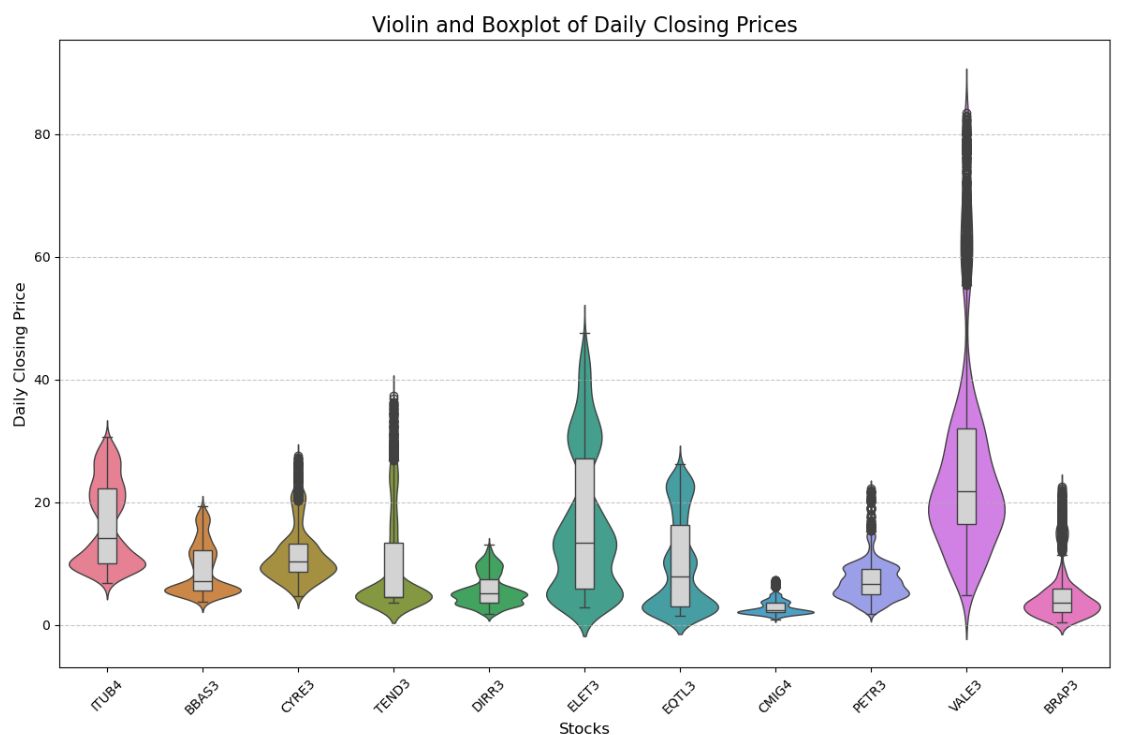 Violin and Boxplot of Daily Closing Prices
Daily Closing Price
80
60
40
20
0
ITUB4
BBAS3
CYRE3
TEND3
DIRR3
ELET3
EQTL3
CMIG4
PETR3
VALE3
BRAP3
Stocks